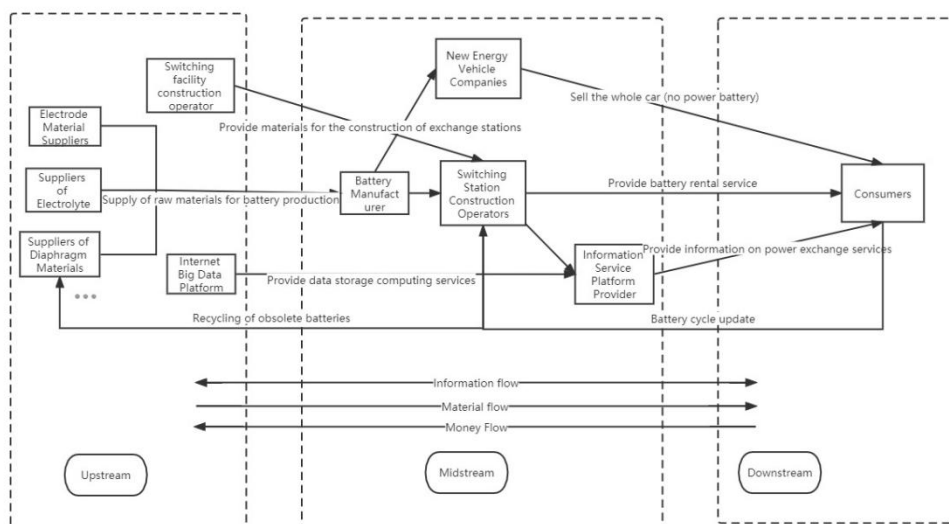 New Energy
Vehicle
Companies
Switching
facility
construction
operator
Sell the whole car (no power battery)
Electrode
Material
Suppliers
Provide materials for the construction of exchange stations
Suppliers
of
Electrolyte
Supply of raw materials for battery production
Battery
Manufact
urer
Switching
Station
Construction
Operators
Provide battery rental service
Consumers
Suppliers of
Diaphragm
Materials
Internet
Big Data
Platform
Provide data storage computing services
Information
Service
Platform
Provider
Provide information on power exchange services
Recycling of obsolete batteries
Battery cycle update
Information flow
Material flow
Money Flow
Upstream
Midstream
Downstream